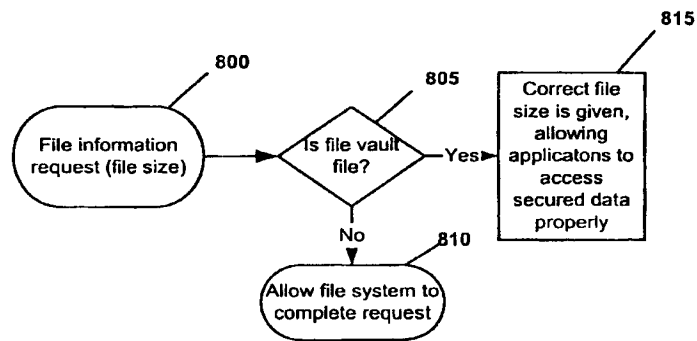 800
File information
request (file size)
805
Is file vault
file?
Yes
815
Correct file
size is given,
allowing
applicatons to
access
secured data
properly
No
810
Allow file system to
complete request